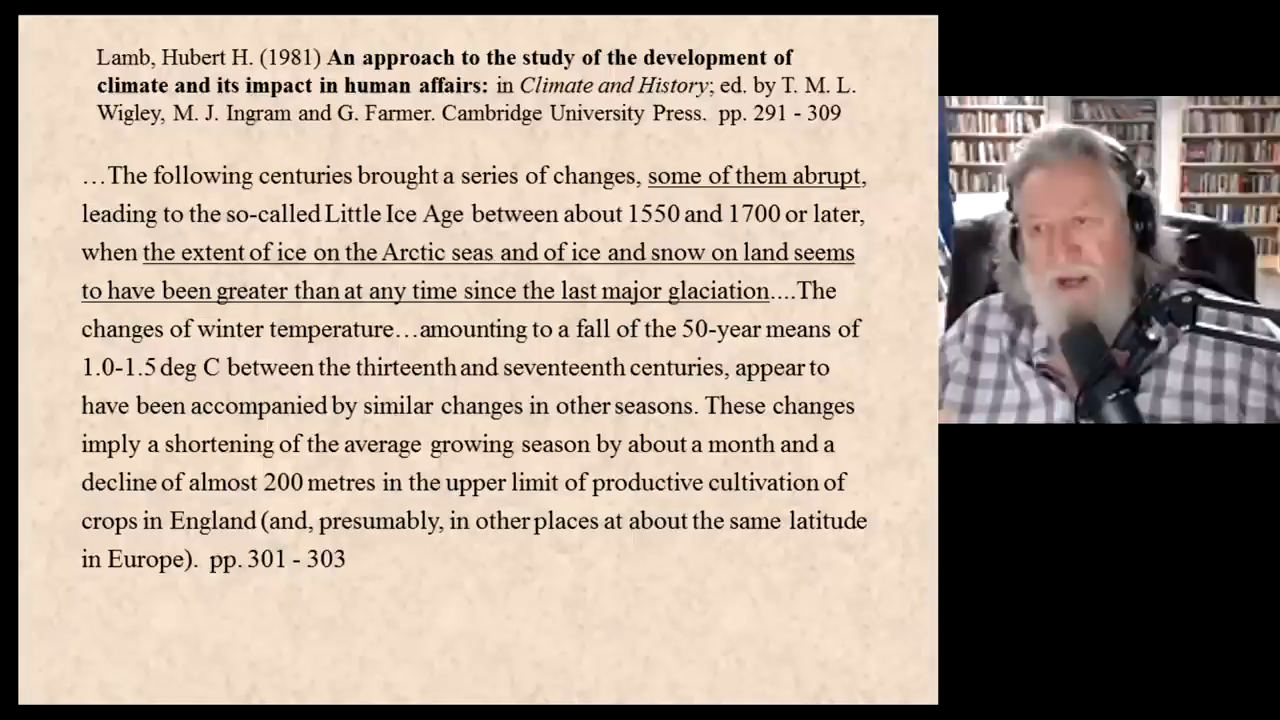 Lamb, Hubert H. (1981) An approach to the study of the development of
climate and its impact in human affairs: in Climate and History; ed. by T. M. L.
Wigley, M. J. Ingram and G. Farmer. Cambridge University Press. pp. 291 - 309
…The following centuries brought a series of changes, some of them abrupt,
leading to the so-called Little Ice Age between about 1550 and 1700 or later,
when the extent of ice on the Arctic seas and of ice and snow on land seems
to have been greater than at any time since the last major glaciation....The
changes of winter temperature…amounting to a fall of the 50-year means of
1.0-1.5 deg C between the thirteenth and seventeenth centuries, appear to
have been accompanied by similar changes in other seasons. These changes
imply a shortening of the average growing season by about a month and a
decline of almost 200 metres in the upper limit of productive cultivation of
crops in England (and, presumably, in other places at about the same latitude
in Europe). pp. 301 - 303